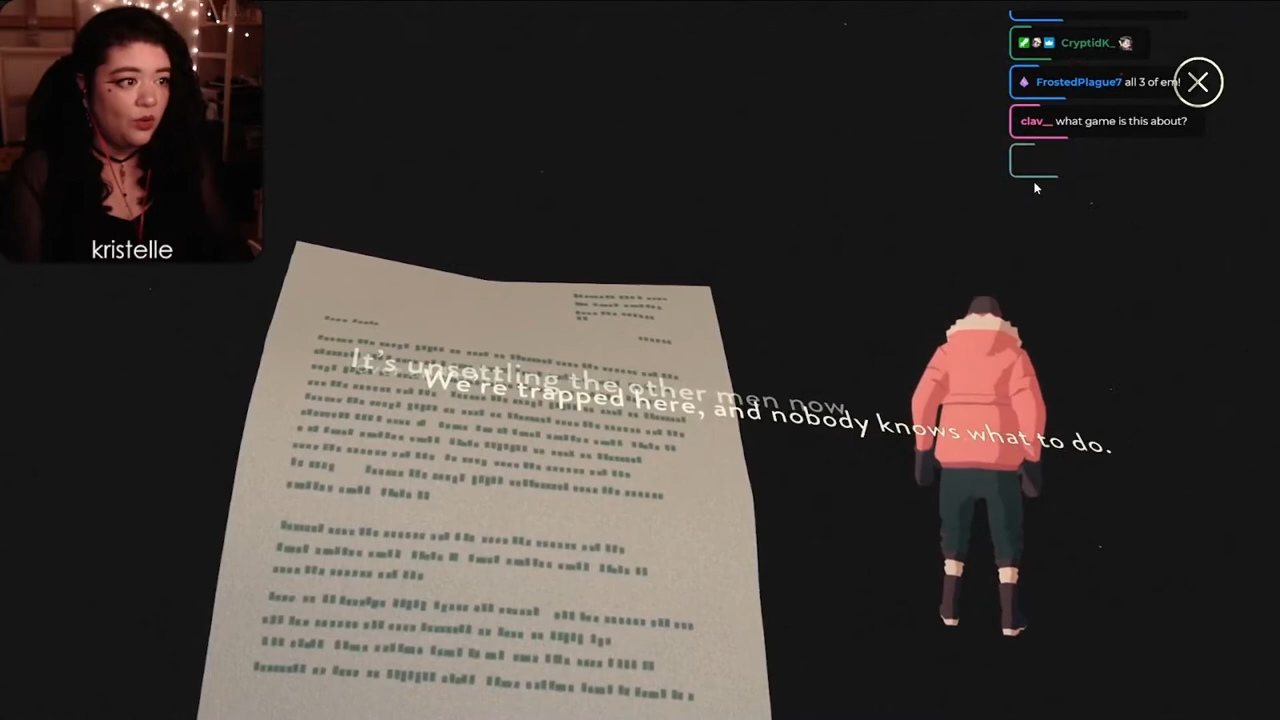 CryptidK_
FrostedPlague7 all 3 of em!
clav__ what game is this about?
kristelle
It's unsettling the other men now
We're trapped here, and nobody knows what to do.